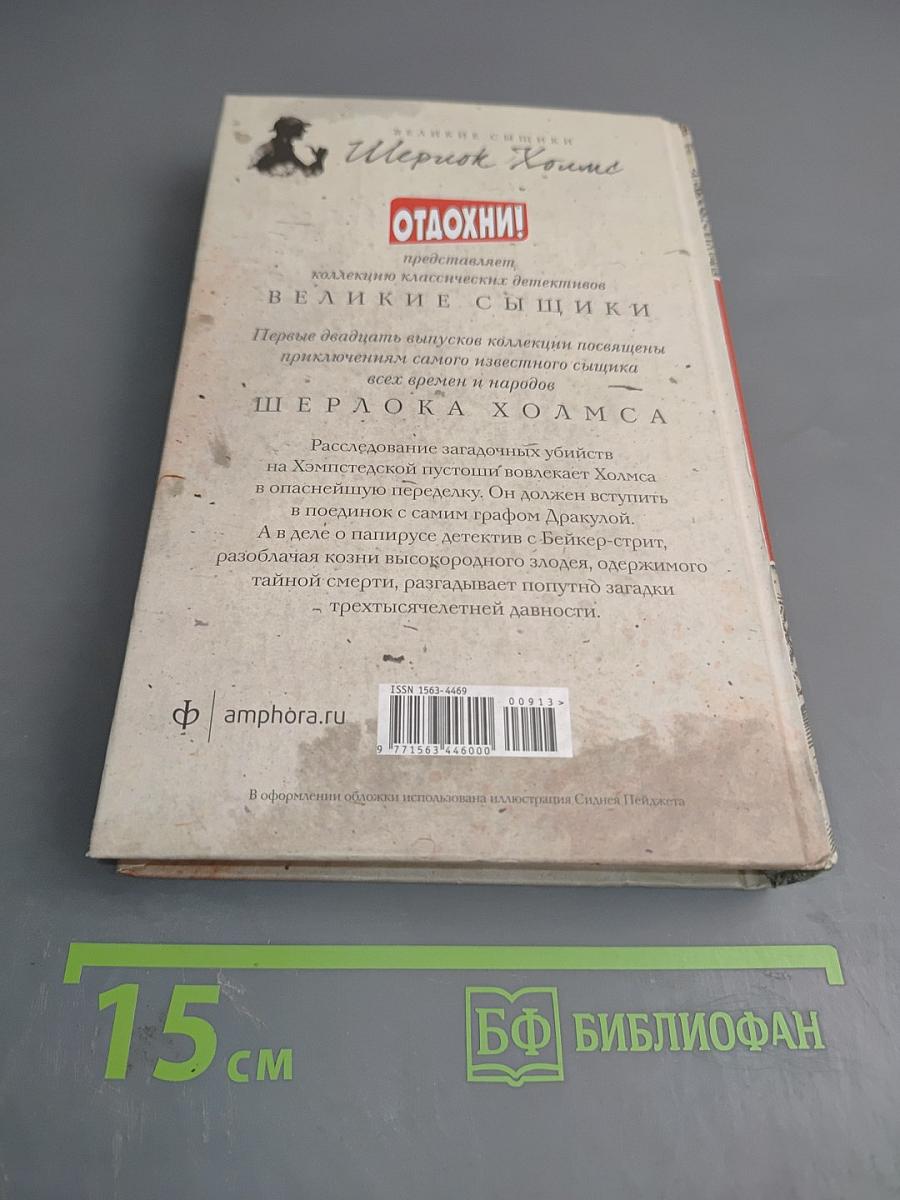 ВЕЛИКИЕ СЫЩИКИ
Шерлок Холмс
ОТДОХНИ!
представляет
коллекцию классических детективов
ВЕЛИКИЕ СЫЩИКИ
Первые двадцать выпусков коллекции посвящены
приключениям самого известного сыщика
всех времен и народов
ШЕРЛОКА ХОЛМСА
Расследование загадочных убийств
на Хэмпстедской пустоши вовлекает Холмса
в опаснейшую переделку. Он должен вступить
в поединок с самим графом Дракулой.
А в деле о папирусе детектив с Бейкер-стрит,
разоблачая козни высокородного злодея, одержимого
тайной смерти, разгадывает попутно загадки
трехтысячелетней давности.
ф amphora.ru
ISSN 1563-4469
00913>
9 771563 446000
В оформлении обложки использована иллюстрация Сиднея Пейджета
15 см
БФ БИБЛИОФАН